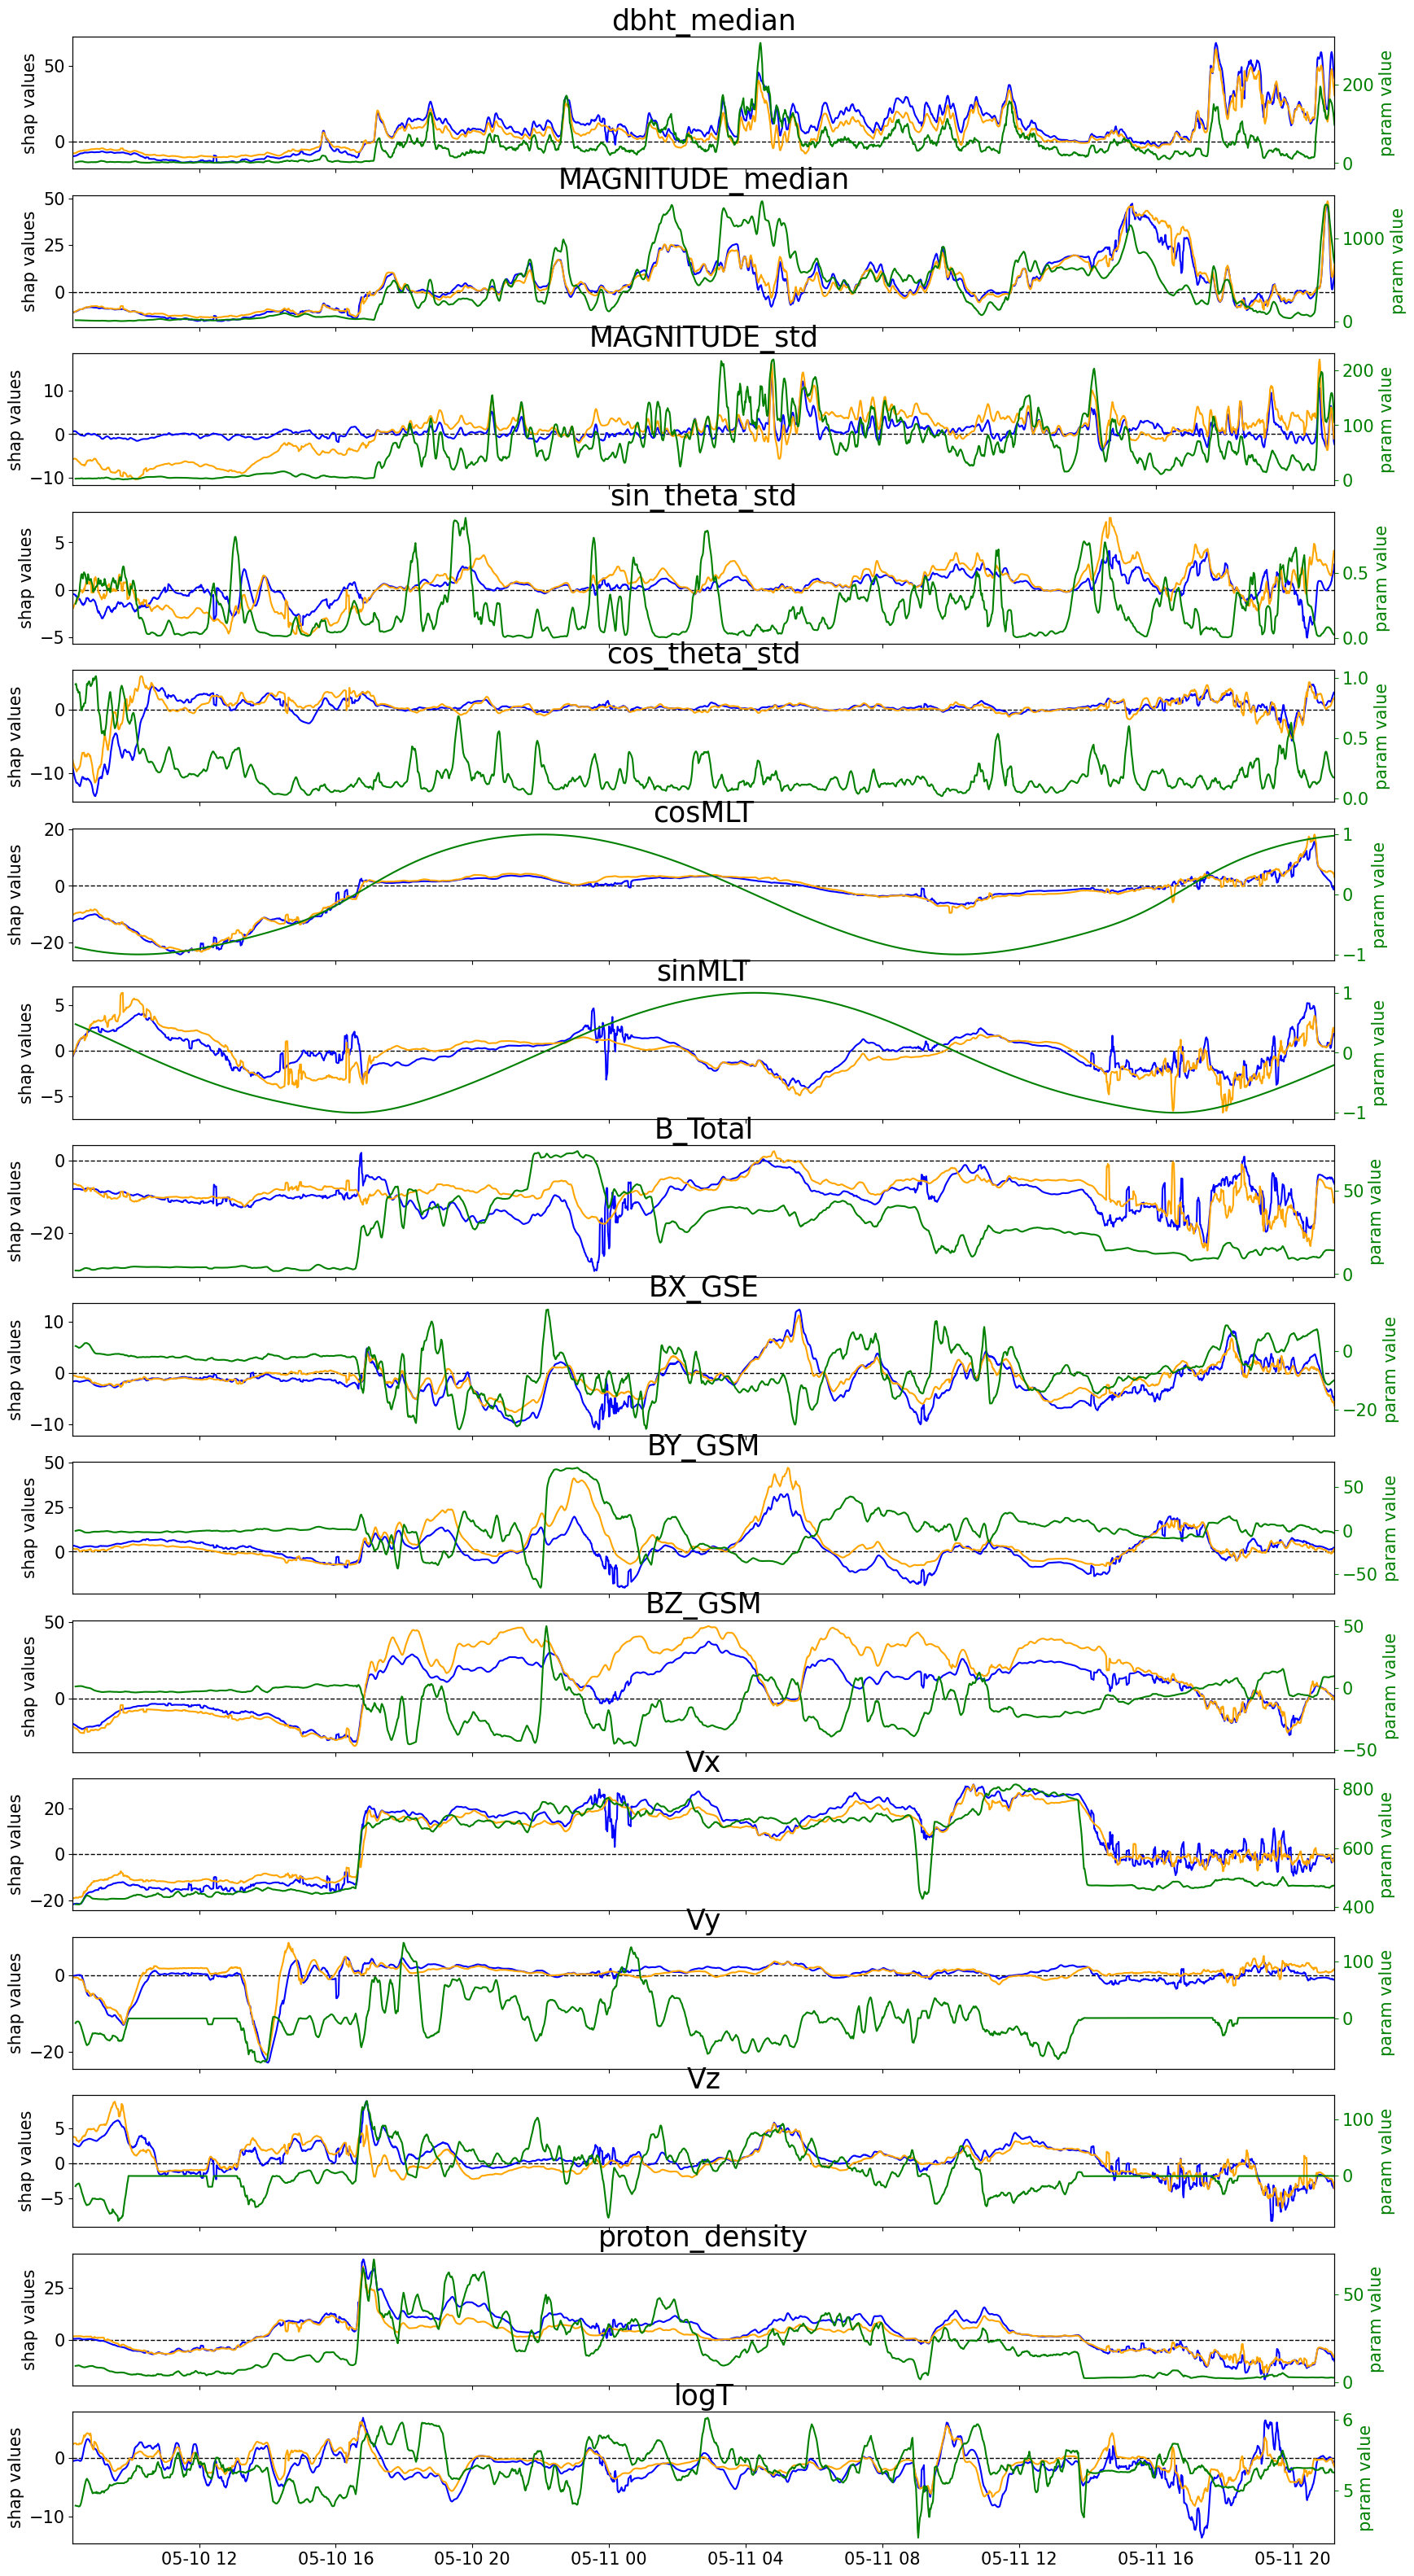 dbht_median
shap values
50
0
200
0
param value
MAGNITUDE_median
shap values
50
25
0
1000
0
param value
MAGNITUDE_std
shap values
10
0
−10
200
100
0
param value
sin_theta_std
shap values
5
0
−5
0.5
0.0
param value
cos_theta_std
shap values
0
−10
1.0
0.5
0.0
param value
cosMLT
shap values
20
0
−20
1
0
−1
param value
sinMLT
shap values
5
0
−5
1
0
−1
param value
B_Total
shap values
0
−20
50
0
param value
BX_GSE
shap values
10
0
−10
0
−20
param value
BY_GSM
shap values
50
25
0
50
0
−50
param value
BZ_GSM
shap values
50
0
50
0
−50
param value
Vx
shap values
20
0
−20
800
600
400
param value
Vy
shap values
0
−20
100
0
param value
Vz
shap values
5
0
−5
100
0
param value
proton_density
shap values
25
0
50
0
param value
logT
shap values
0
−10
6
5
param value
05-10 12 05-10 16 05-10 20 05-11 00 05-11 04 05-11 08 05-11 12 05-11 16 05-11 20